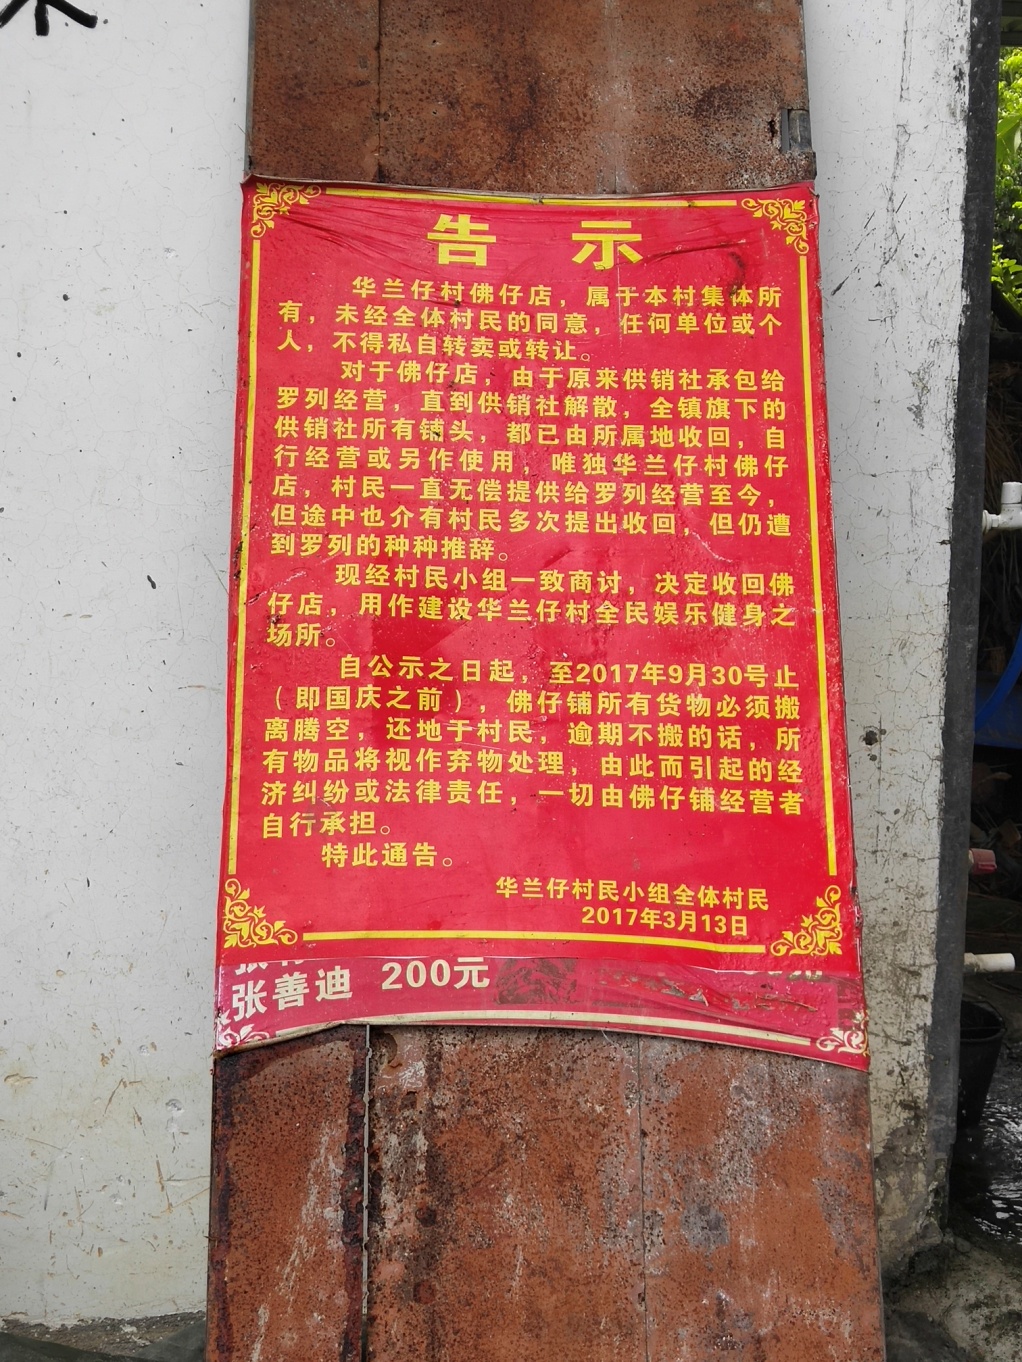 告 示
华兰仔村佛仔店，属于本村集体所
有，未经全体村民的同意，任何单位或个
人，不得私自转卖或转让。
对于佛仔店，由于原来供销社承包给
罗列经营，直到供销社解散，全镇旗下的
供销社所有铺头，都已由所属地收回，自
行经营或另作使用，唯独华兰仔村佛仔
店，村民一直无偿提供给罗列经营至今，
但途中也介有村民多次提出收回，但仍遭
到罗列的种种推辞。
现经村民小组一致商讨，决定收回佛
仔店，用作建设华兰仔村全民娱乐健身之
场所。
自公示之日起，至2017年9月30号止
（即国庆之前），佛仔铺所有货物必须搬
离腾空，还地于村民，逾期不搬的话，所
有物品将视作弃物处理，由此而引起的经
济纠纷或法律责任，一切由佛仔铺经营者
自行承担。
特此通告。
华兰仔村民小组全体村民
2017年3月13日
张善迪 200元